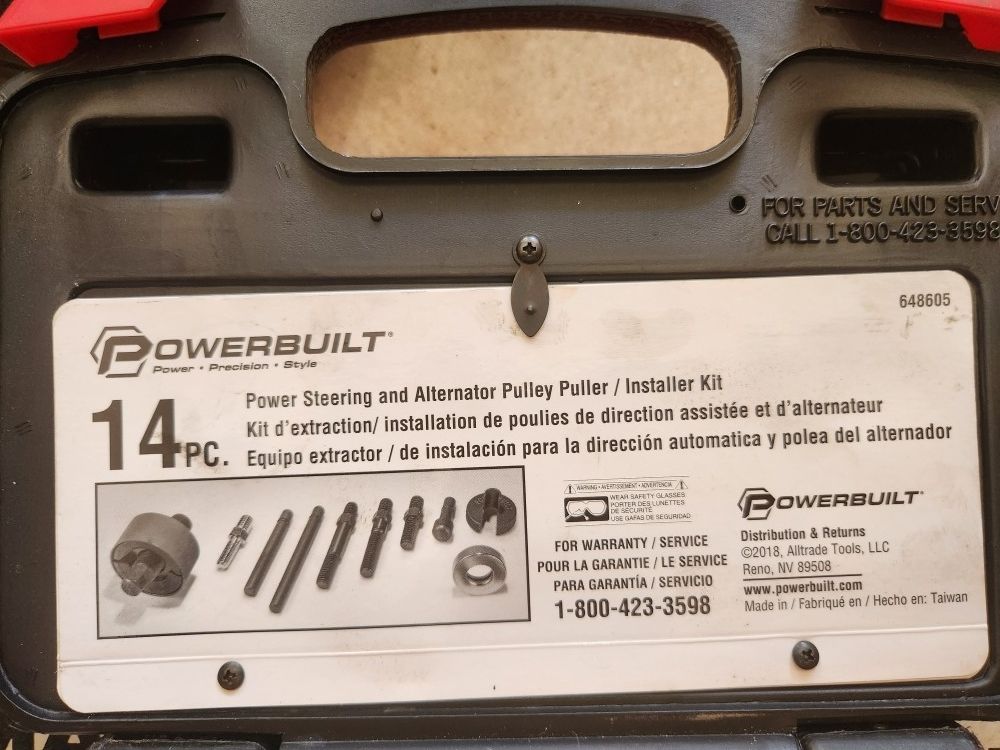 FOR PARTS AND SERV
CALL 1-800-423-3598
648605
POWERBUILT®
Power • Precision • Style
14 PC.
Power Steering and Alternator Pulley Puller / Installer Kit
Kit d'extraction/ installation de poulies de direction assistée et d'alternateur
Equipo extractor / de instalación para la dirección automatica y polea del alternador
WARNING • AVERTISSEMENT • ADVERTENCIA
WEAR SAFETY GLASSES
PORTER DES LUNETTES
DE SÉCURITÉ
USE GAFAS DE SEGURIDAD
FOR WARRANTY / SERVICE
POUR LA GARANTIE / LE SERVICE
PARA GARANTÍA / SERVICIO
1-800-423-3598
POWERBUILT®
Distribution & Returns
©2018, Alltrade Tools, LLC
Reno, NV 89508
www.powerbuilt.com
Made in / Fabriqué en / Hecho en: Taiwan